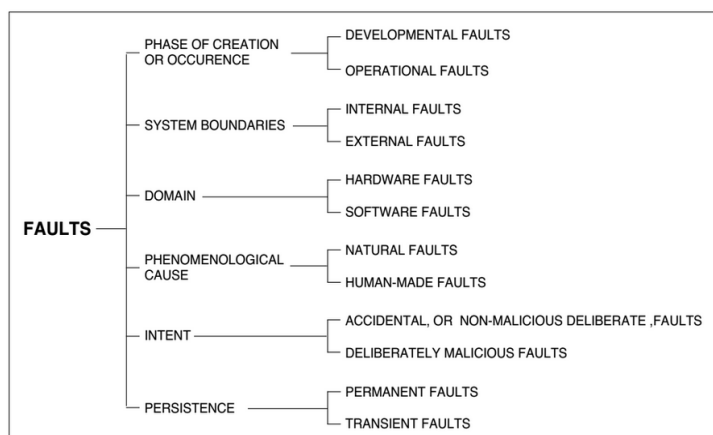 FAULTS
PHASE OF CREATION
OR OCCURENCE
DEVELOPMENTAL FAULTS
OPERATIONAL FAULTS
SYSTEM BOUNDARIES
INTERNAL FAULTS
EXTERNAL FAULTS
DOMAIN
HARDWARE FAULTS
SOFTWARE FAULTS
PHENOMENOLOGICAL
CAUSE
NATURAL FAULTS
HUMAN-MADE FAULTS
INTENT
ACCIDENTAL, OR NON-MALICIOUS DELIBERATE ,FAULTS
DELIBERATELY MALICIOUS FAULTS
PERSISTENCE
PERMANENT FAULTS
TRANSIENT FAULTS